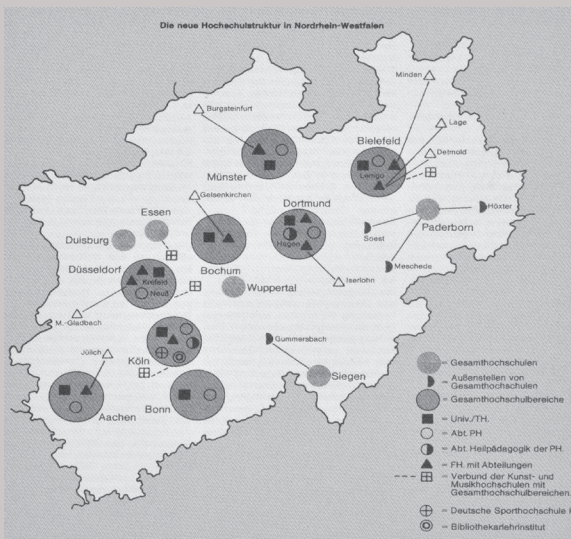 Die neue Hochschulstruktur in Nordrhein-Westfalen
Minden
Burgsteinfurt
Lage
Bielefeld
Detmold
Münster
Lemgo
Gelsenkirchen
Dortmund
Höxter
Essen
Paderborn
Duisburg
Hagen
Soest
Bochum
Meschede
Düsseldorf
Krefeld
Wuppertal
Iserlohn
Neuß
M.-Gladbach
Gummersbach
Jülich
Köln
Siegen
Bonn
Aachen
= Gesamthochschulen
= Außenstellen von
Gesamthochschulen
= Gesamthochschulbereiche
= Univ./TH.
= Abt. PH
= Abt. Heilpädagogik der PH.
= FH. mit Abteilungen
= Verbund der Kunst- und
Musikhochschulen mit
Gesamthochschulbereichen.
= Deutsche Sporthochschule
= Bibliothekarlehrinstitut